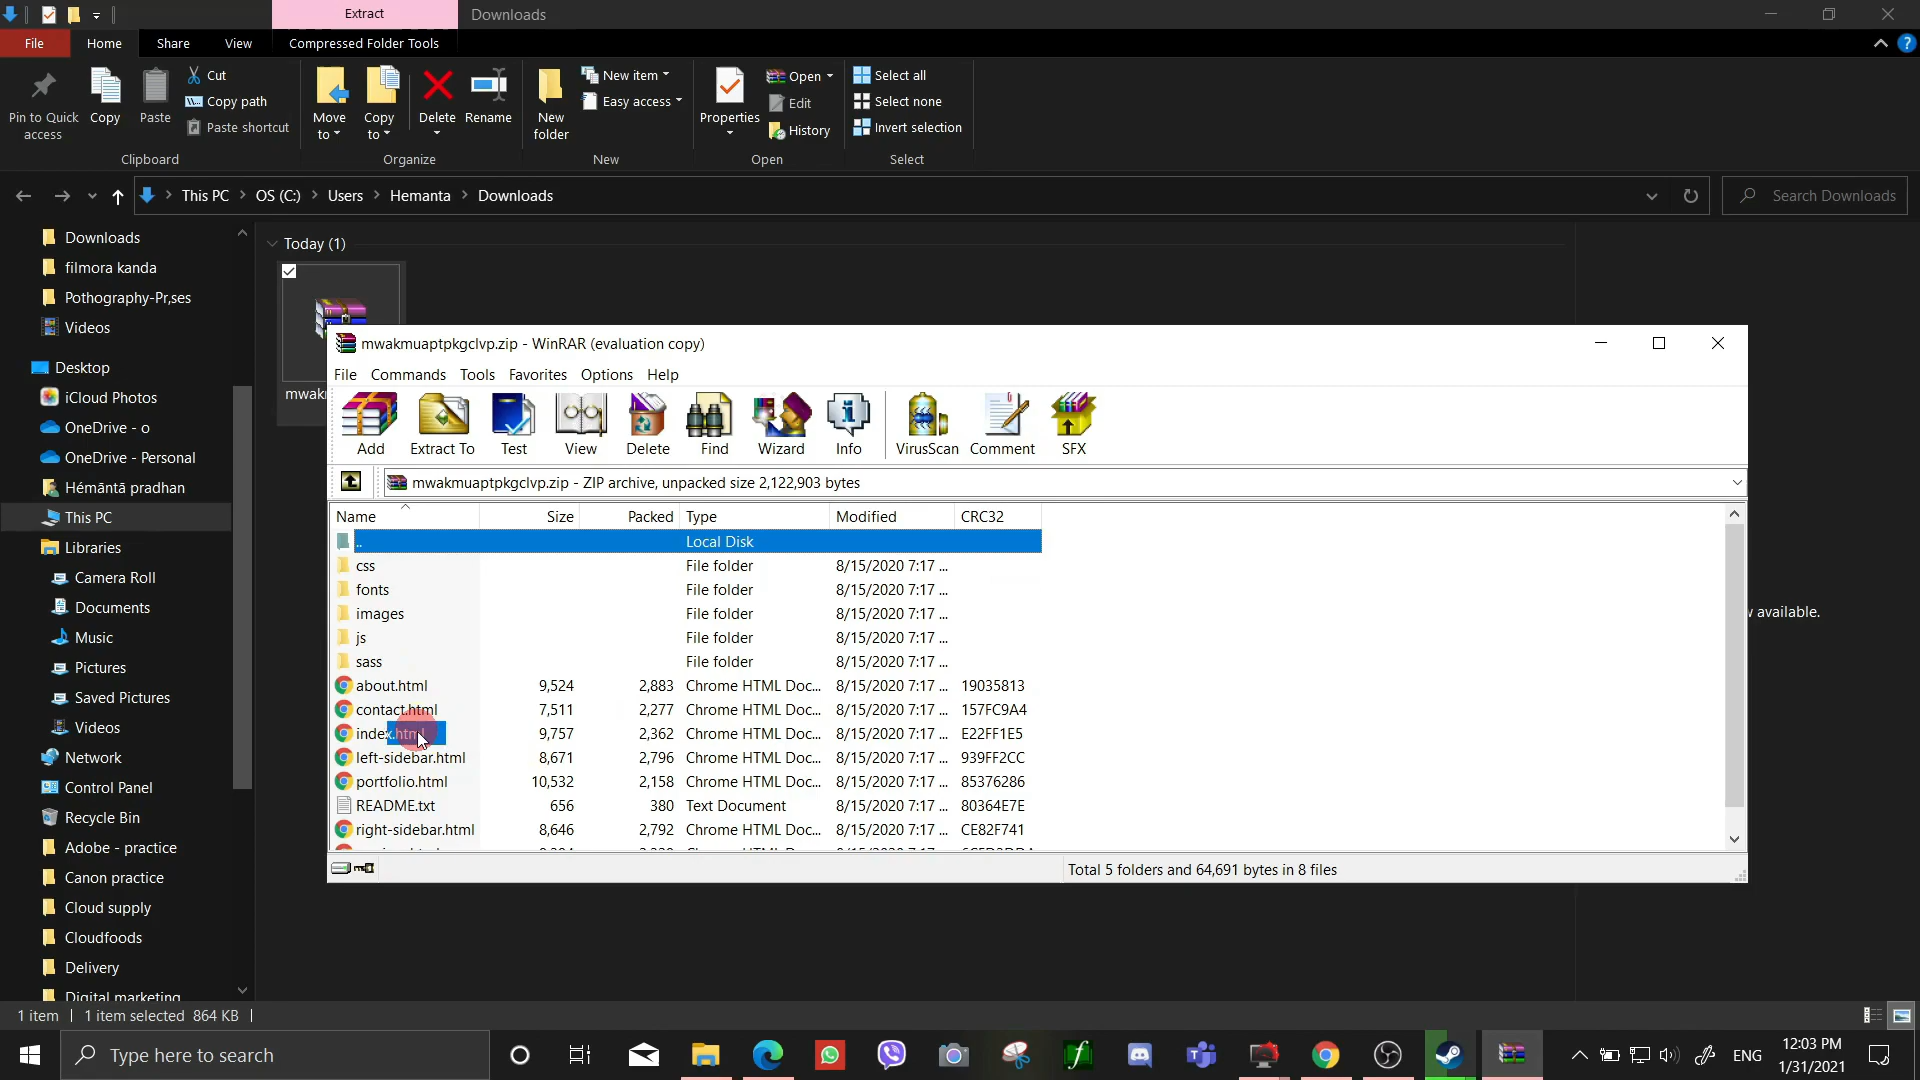 Extract Downloads
File Home Share View Compressed Folder Tools
Pin to Quick access
Copy
Paste
Cut
Copy path
Paste shortcut
Clipboard
Move to
Copy to
Delete
Rename
Organize
New folder
New item
Easy access
New
Properties
Open
Edit
History
Open
Select all
Select none
Invert selection
Select
This PC > OS (C:) > Users > Hemanta > Downloads
Search Downloads
Downloads
filmora kanda
Pothography-Pr,ses
Videos
Desktop
iCloud Photos
OneDrive - o
OneDrive - Personal
Hémāntā pradhan
This PC
Libraries
Camera Roll
Documents
Music
Pictures
Saved Pictures
Videos
Network
Control Panel
Recycle Bin
Adobe - practice
Canon practice
Cloud supply
Cloudfoods
Delivery
Digital marketing
Today (1)
mwak
mwakmuaptpkgclvp.zip - WinRAR (evaluation copy)
File Commands Tools Favorites Options Help
Add Extract To Test View Delete Find Wizard Info VirusScan Comment SFX
mwakmuaptpkgclvp.zip - ZIP archive, unpacked size 2,122,903 bytes
Name Size Packed Type Modified CRC32
.. Local Disk
css File folder 8/15/2020 7:17 ...
fonts File folder 8/15/2020 7:17 ...
images File folder 8/15/2020 7:17 ...
js File folder 8/15/2020 7:17 ...
sass File folder 8/15/2020 7:17 ...
about.html 9,524 2,883 Chrome HTML Doc... 8/15/2020 7:17 ... 19035813
contact.html 7,511 2,277 Chrome HTML Doc... 8/15/2020 7:17 ... 157FC9A4
index.html 9,757 2,362 Chrome HTML Doc... 8/15/2020 7:17 ... E22FF1E5
left-sidebar.html 8,671 2,796 Chrome HTML Doc... 8/15/2020 7:17 ... 939FF2CC
portfolio.html 10,532 2,158 Chrome HTML Doc... 8/15/2020 7:17 ... 85376286
README.txt 656 380 Text Document 8/15/2020 7:17 ... 80364E7E
right-sidebar.html 8,646 2,792 Chrome HTML Doc... 8/15/2020 7:17 ... CE82F741
Total 5 folders and 64,691 bytes in 8 files
available.
1 item 1 item selected 864 KB
Type here to search
ENG
12:03 PM
1/31/2021